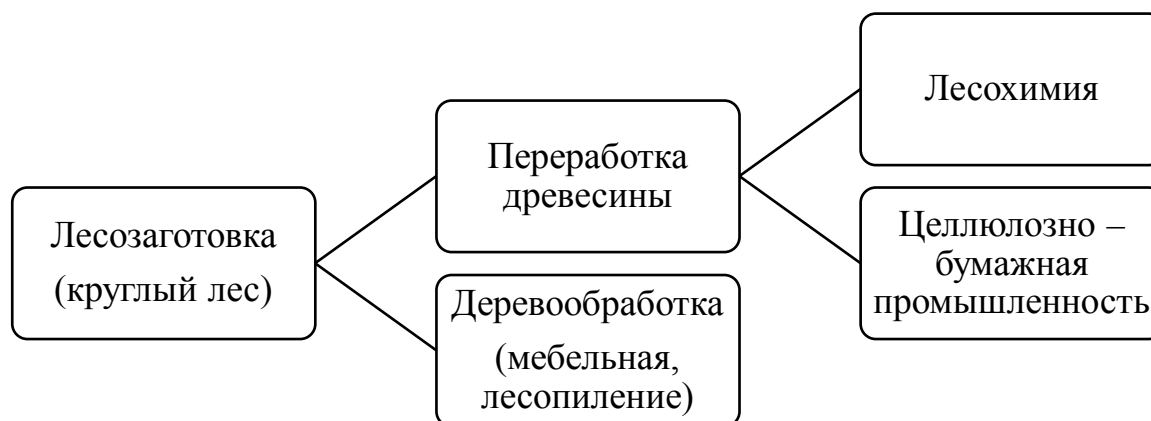 Лесозаготовка
(круглый лес)
Переработка
древесины
Деревообработка
(мебельная,
лесопиление)
Лесохимия
Целлюлозно –
бумажная
промышленность